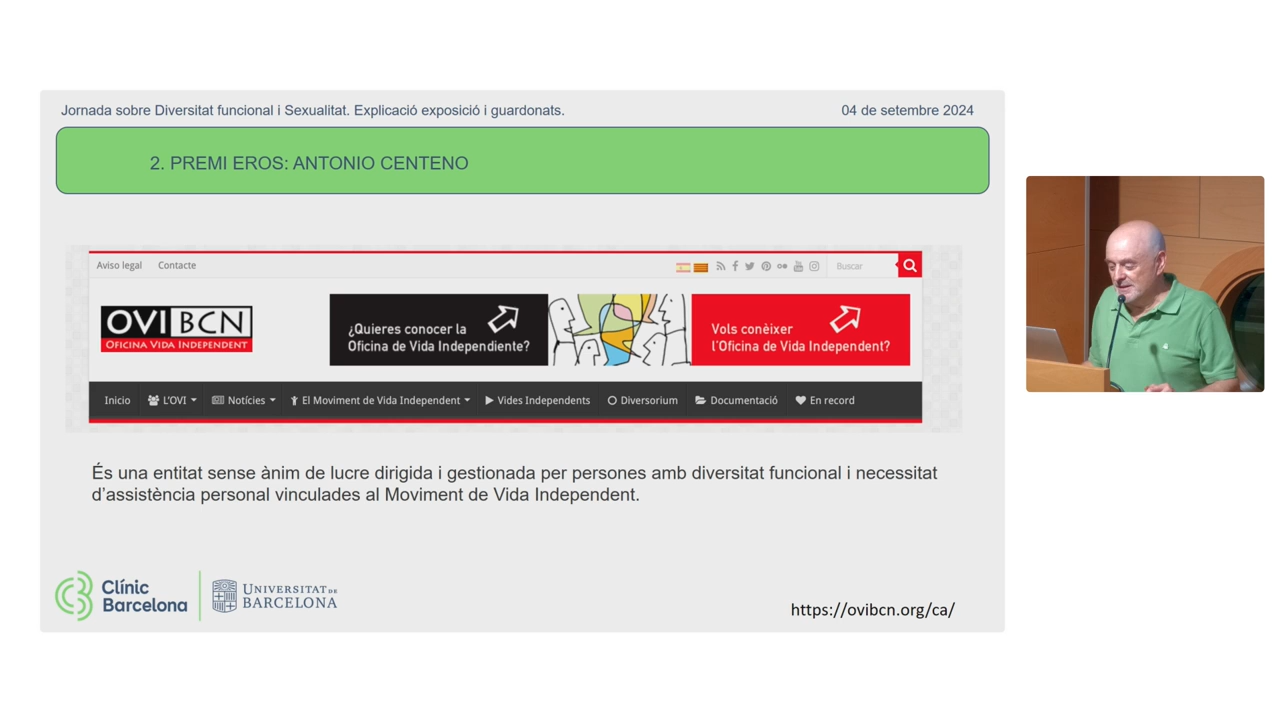 Jornada sobre Diversitat funcional i Sexualitat. Explicació exposició i guardonats.
04 de setembre 2024
2. PREMI EROS: ANTONIO CENTENO
Aviso legal Contacte
Buscar
OVI BCN
OFICINA VIDA INDEPENDENT
¿Quieres conocer la
Oficina de Vida Independiente?
Vols conèixer
l'Oficina de Vida Independent?
Inicio L'OVI Notícies El Moviment de Vida Independent Vides Independents Diversorium Documentació En record
És una entitat sense ànim de lucre dirigida i gestionada per persones amb diversitat funcional i necessitat
d’assistència personal vinculades al Moviment de Vida Independent.
Clínic
Barcelona
UNIVERSITAT DE
BARCELONA
https://ovibcn.org/ca/